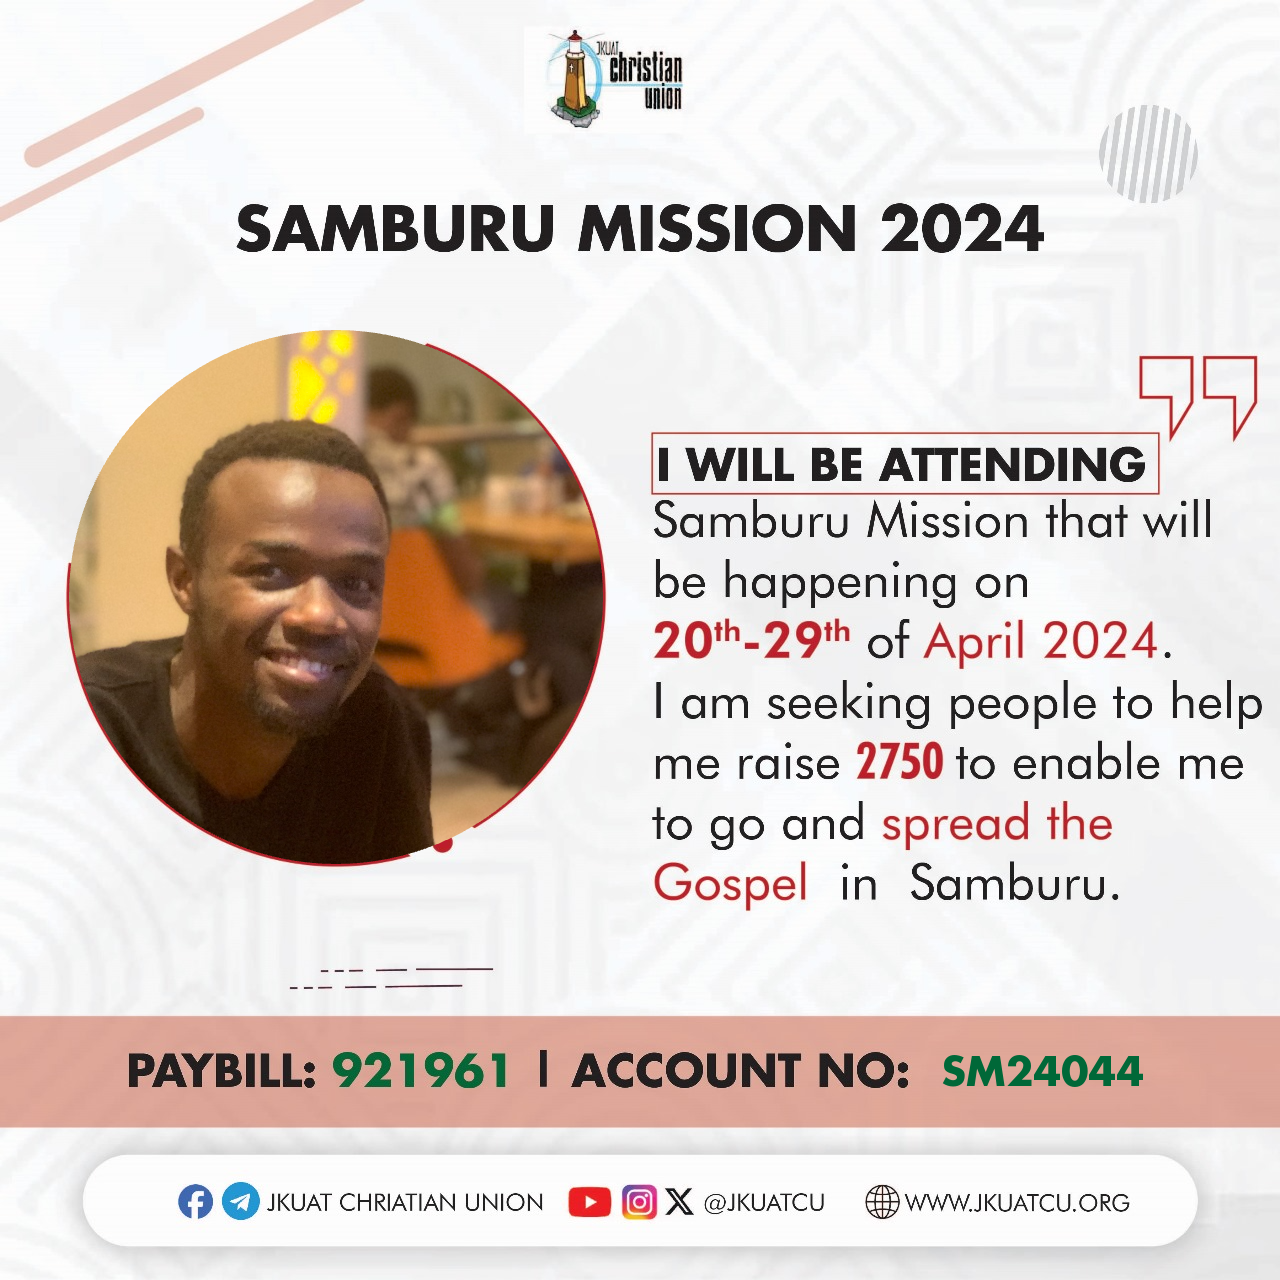 JKUAT
christian
union
SAMBURU MISSION 2024
I WILL BE ATTENDING
Samburu Mission that will
be happening on
20th-29th of April 2024.
I am seeking people to help
me raise 2750 to enable me
to go and spread the
Gospel in Samburu.
PAYBILL: 921961 | ACCOUNT NO: SM24044
JKUAT CHRIATIAN UNION @JKUATCU WWW.JKUATCU.ORG